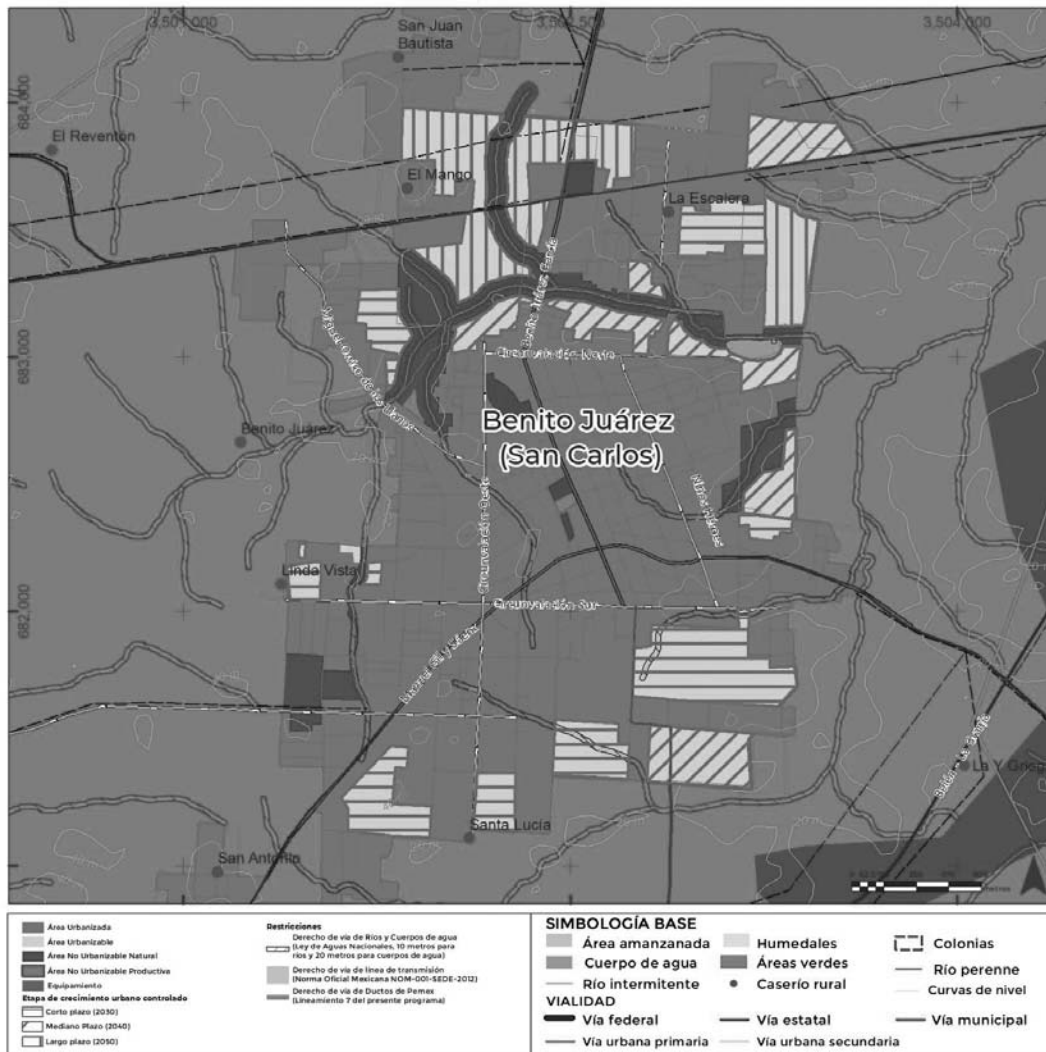 3,501,000
3,502,500
3,504,000
San Juan
Bautista
684,000
El Reventón
El Mango
La Escalera
Benito Juárez García
683,000
Circunvalación Norte
Benito Juárez
Benito Juárez
(San Carlos)
Niños Héroes
Circunvalación Oeste
Linda Vista
682,000
Circunvalación Sur
Santa Lucía
San Antonio
Área Urbanizada
Área Urbanizable
Área No Urbanizable Natural
Área No Urbanizable Productiva
Equipamiento
Etapa de crecimiento urbano controlado
Corto plazo (2030)
Mediano Plazo (2040)
Largo plazo (2050)
Restricciones
Derecho de vía de Ríos y Cuerpos de agua
(Ley de Aguas Nacionales, 10 metros para
ríos y 20 metros para cuerpos de agua)
Derecho de vía de línea de transmisión
(Norma Oficial Mexicana NOM-001-SEDE-2012)
Derecho de vía de Ductos de Pemex
(Lineamiento 7 del presente programa)
SIMBOLOGÍA BASE
Área amanzanada
Humedales
Colonias
Cuerpo de agua
Áreas verdes
Río perenne
Río intermitente
Caserío rural
Curvas de nivel
VIALIDAD
Vía federal
Vía estatal
Vía municipal
Vía urbana primaria
Vía urbana secundaria